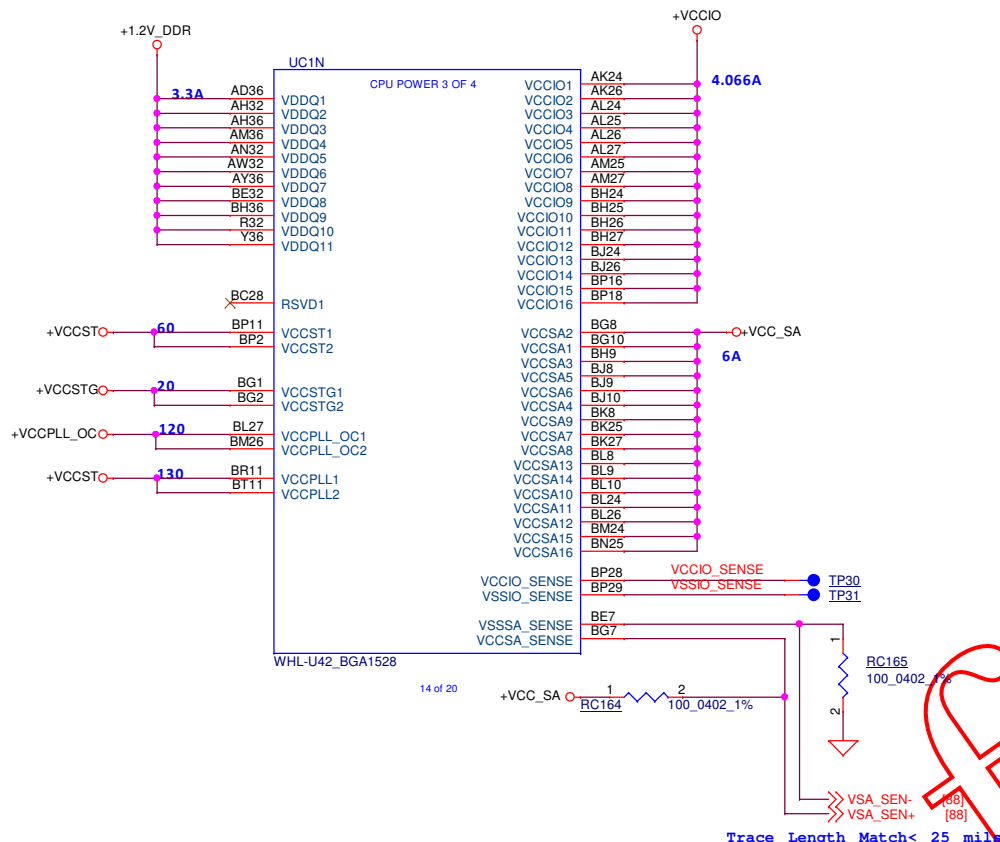 +VCCIO
+1.2V_DDR
UC1N
CPU POWER 3 OF 4
3.3A
4.066A
AD36 VDDQ1
AH32 VDDQ2
AH36 VDDQ3
AM36 VDDQ4
AN32 VDDQ5
AW32 VDDQ6
AY36 VDDQ7
BE32 VDDQ8
BH36 VDDQ9
R32 VDDQ10
Y36 VDDQ11
BC28 RSVD1
+VCCST 60 BP11 VCCST1
BP2 VCCST2
+VCCSTG 20 BG1 VCCSTG1
BG2 VCCSTG2
+VCCPLL_OC 120 BL27 VCCPLL_OC1
BM26 VCCPLL_OC2
+VCCST 130 BR11 VCCPLL1
BT11 VCCPLL2
VCCIO1 AK24
VCCIO2 AK26
VCCIO3 AL24
VCCIO4 AL25
VCCIO5 AL26
VCCIO6 AL27
VCCIO7 AM25
VCCIO8 AM27
VCCIO9 BH24
VCCIO10 BH25
VCCIO11 BH26
VCCIO12 BH27
VCCIO13 BJ24
VCCIO14 BJ26
VCCIO15 BP16
VCCIO16 BP18
VCCSA2 BG8 +VCC_SA
VCCSA1 BG10
6A
VCCSA3 BH9
VCCSA5 BJ8
VCCSA6 BJ9
VCCSA4 BJ10
VCCSA9 BK8
VCCSA7 BK25
VCCSA8 BK27
VCCSA13 BL8
VCCSA14 BL9
VCCSA10 BL10
VCCSA11 BL24
VCCSA12 BL26
VCCSA15 BM24
VCCSA16 BN25
VCCIO_SENSE BP28 VCCIO_SENSE TP30
VSSIO_SENSE BP29 VSSIO_SENSE TP31
VSSSA_SENSE BE7
VCCSA_SENSE BG7
WHL-U42_BGA1528
14 of 20
1
RC165
100_0402_1%
2
+VCC_SA 1 2
RC164 100_0402_1%
VSA_SEN- [88]
VSA_SEN+ [88]
Trace Length Match< 25 mils